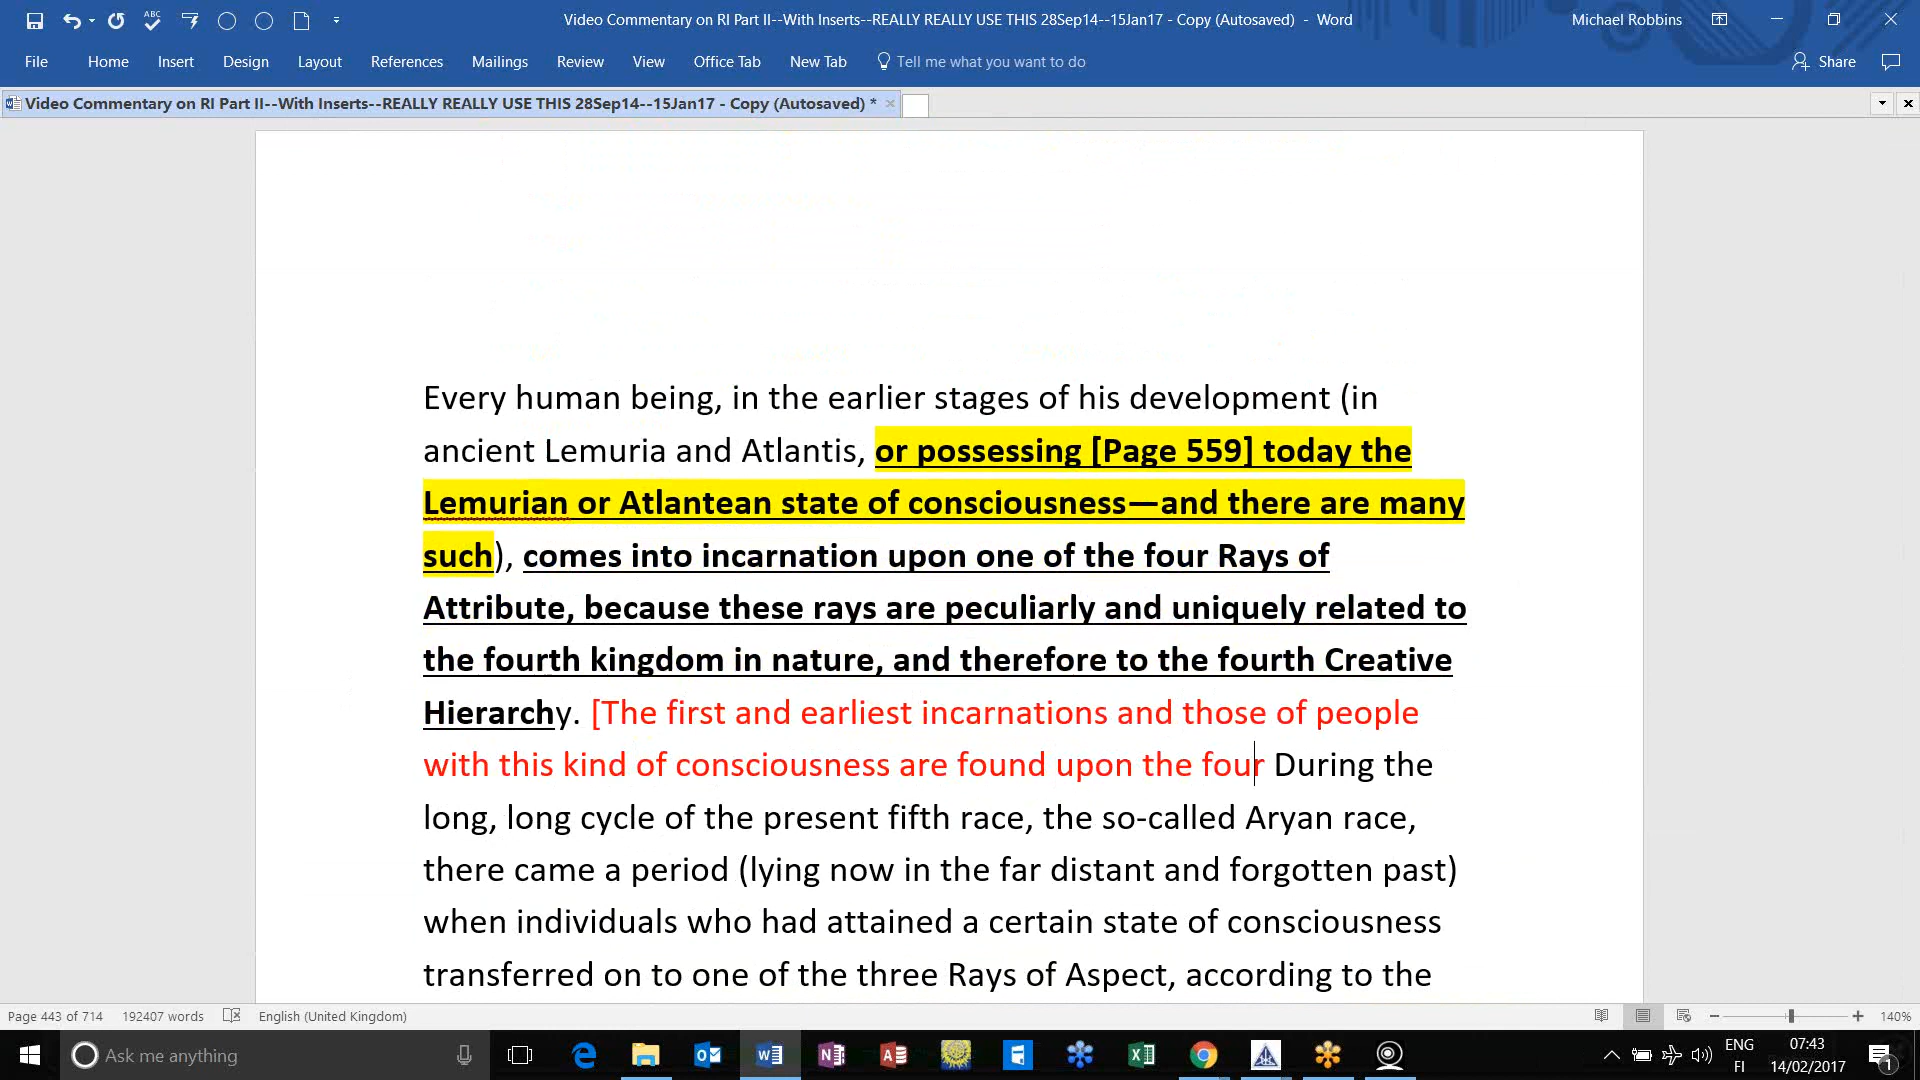 Video Commentary on RI Part II--With Inserts--REALLY REALLY USE THIS 28Sep14--15Jan17 - Copy (Autosaved) - Word
Michael Robbins
File Home Insert Design Layout References Mailings Review View Office Tab New Tab Tell me what you want to do Share
Video Commentary on RI Part II--With Inserts--REALLY REALLY USE THIS 28Sep14--15Jan17 - Copy (Autosaved) *
Every human being, in the earlier stages of his development (in
ancient Lemuria and Atlantis, or possessing [Page 559] today the
Lemurian or Atlantean state of consciousness—and there are many
such), comes into incarnation upon one of the four Rays of
Attribute, because these rays are peculiarly and uniquely related to
the fourth kingdom in nature, and therefore to the fourth Creative
Hierarchy. [The first and earliest incarnations and those of people
with this kind of consciousness are found upon the four During the
long, long cycle of the present fifth race, the so-called Aryan race,
there came a period (lying now in the far distant and forgotten past)
when individuals who had attained a certain state of consciousness
transferred on to one of the three Rays of Aspect, according to the
Page 443 of 714 192407 words English (United Kingdom) 140%
Ask me anything
ENG 07:43
FI 14/02/2017 1